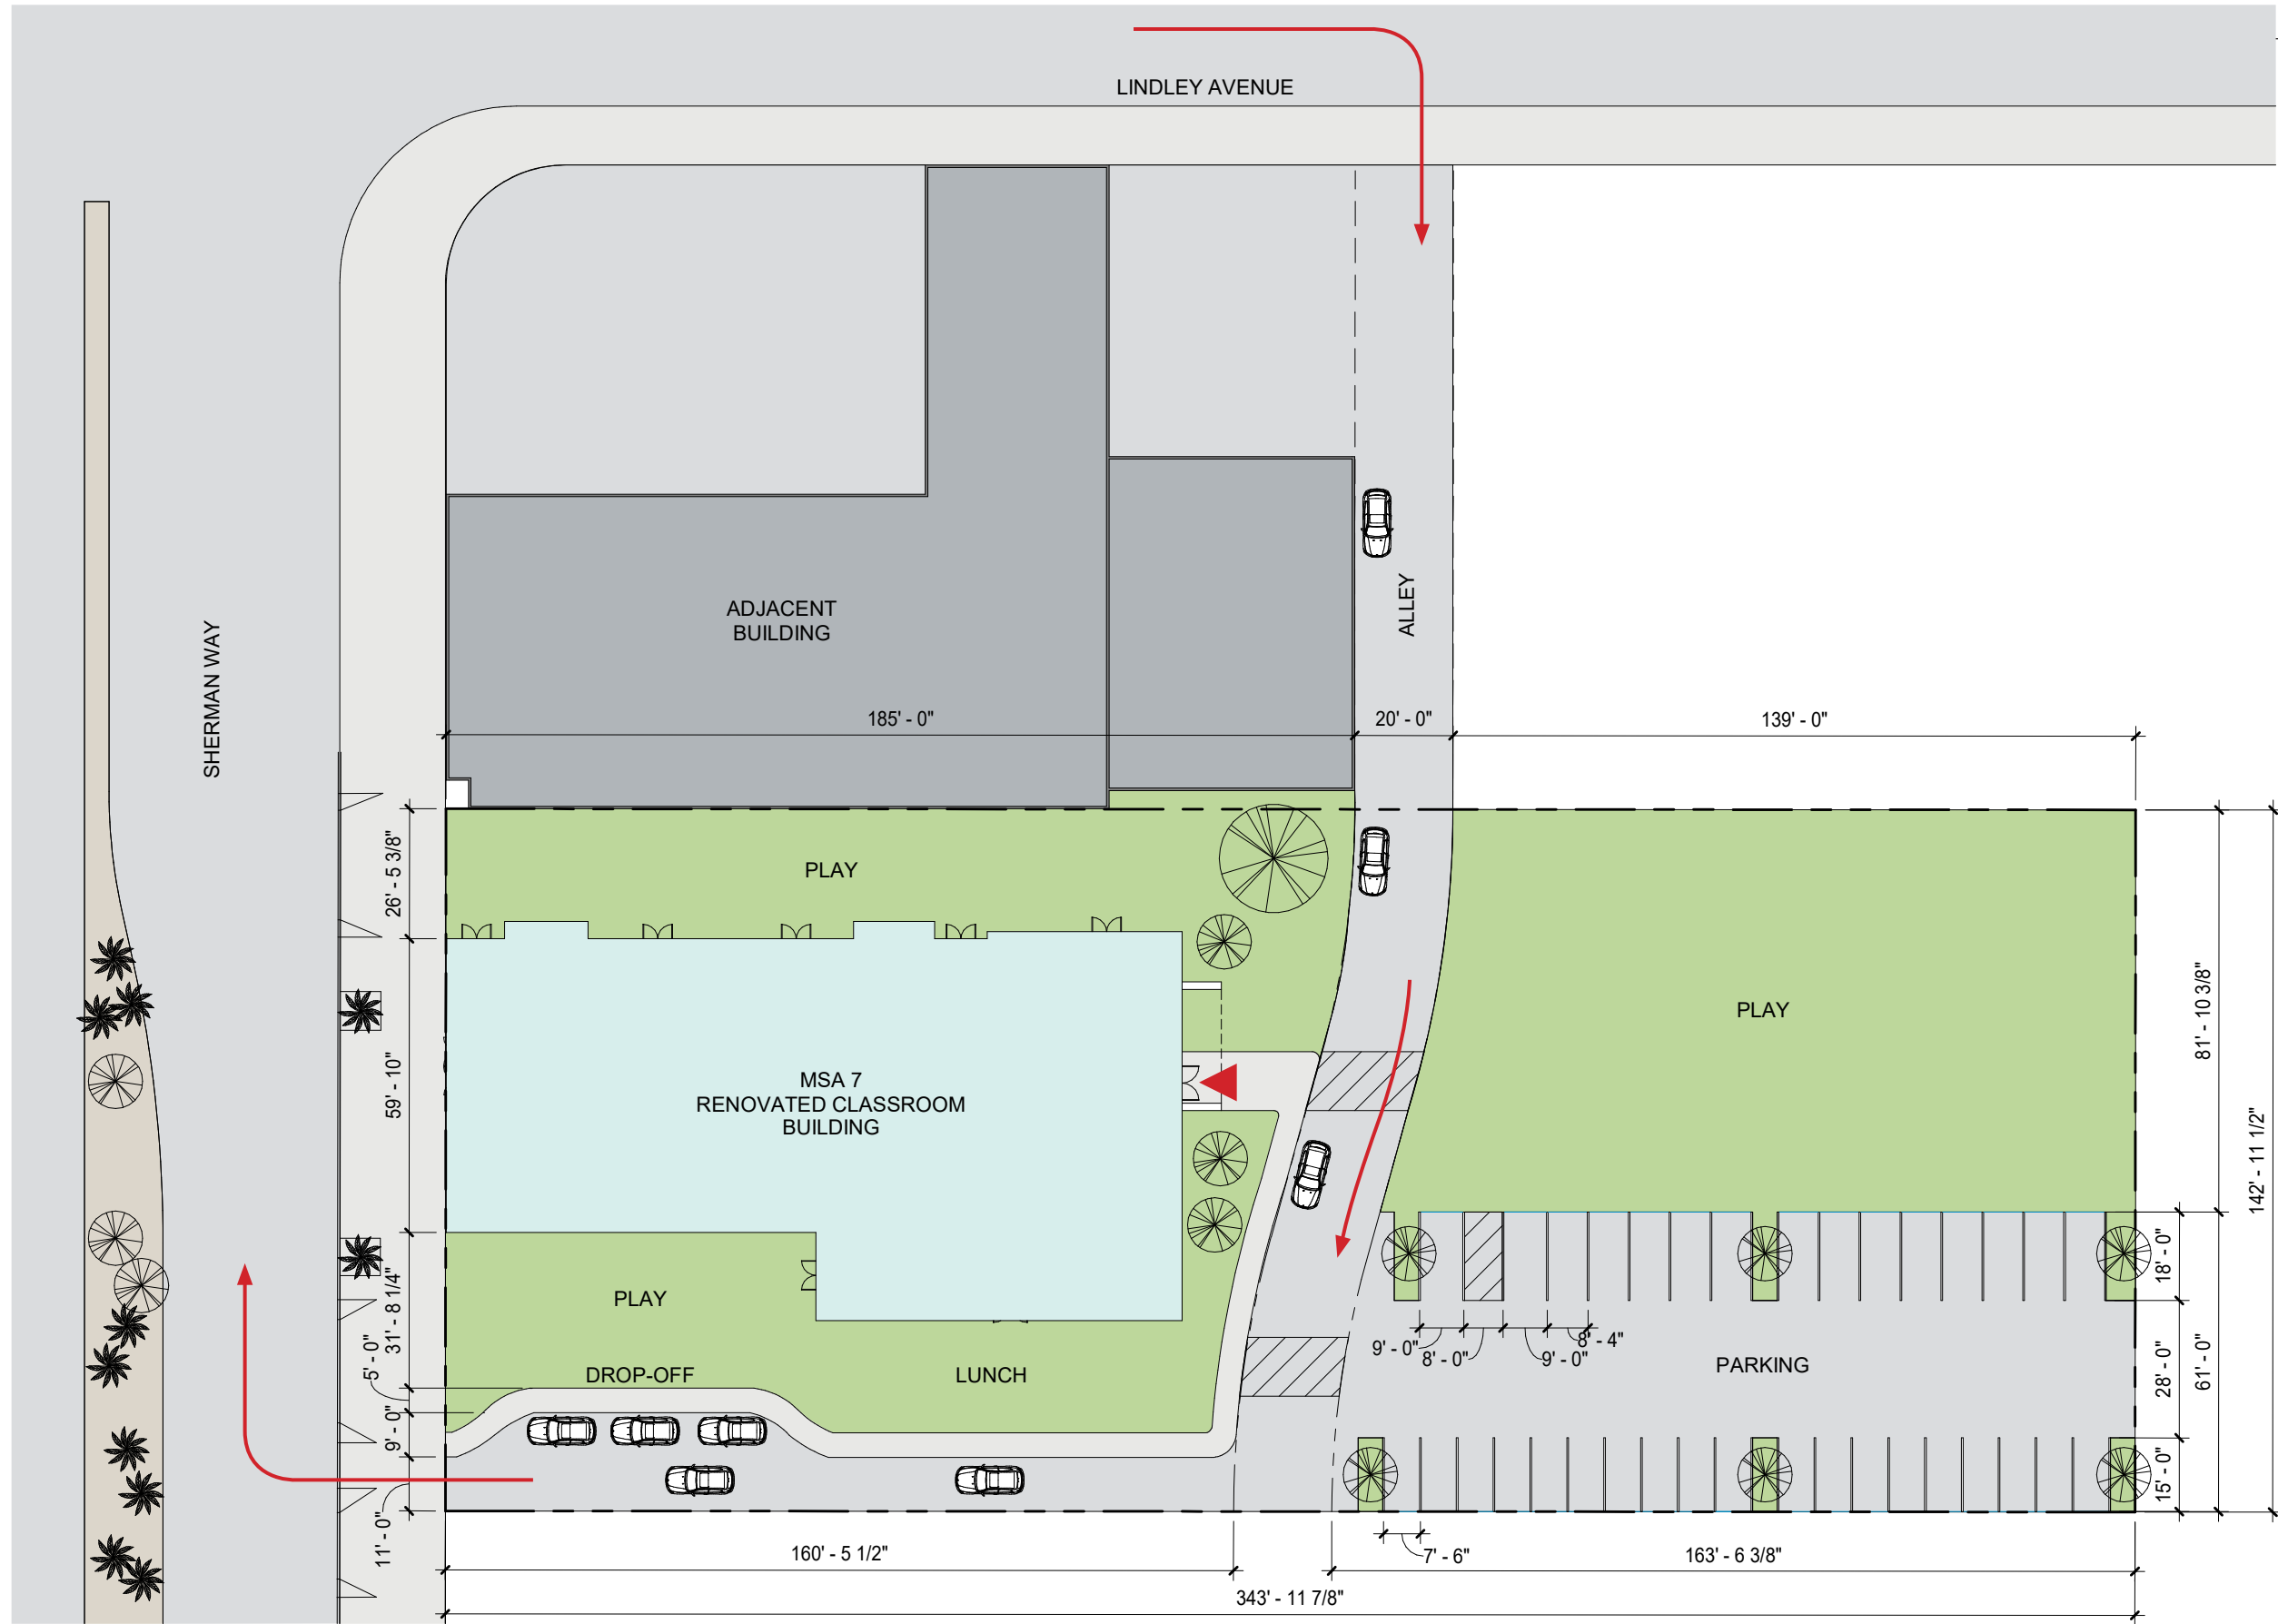 LINDLEY AVENUE
SHERMAN WAY
ADJACENT
BUILDING
ALLEY
185' - 0"
20' - 0"
139' - 0"
26' - 5 3/8"
PLAY
PLAY
81' - 10 3/8"
142' - 11 1/2"
59' - 10"
MSA 7
RENOVATED CLASSROOM
BUILDING
31' - 8 1/4"
PLAY
18' - 0"
9' - 0"
8' - 0"
9' - 0"
8' - 4"
5' - 0"
DROP-OFF
LUNCH
PARKING
28' - 0"
61' - 0"
9' - 0"
15' - 0"
11' - 0"
160' - 5 1/2"
7' - 6"
163' - 6 3/8"
343' - 11 7/8"